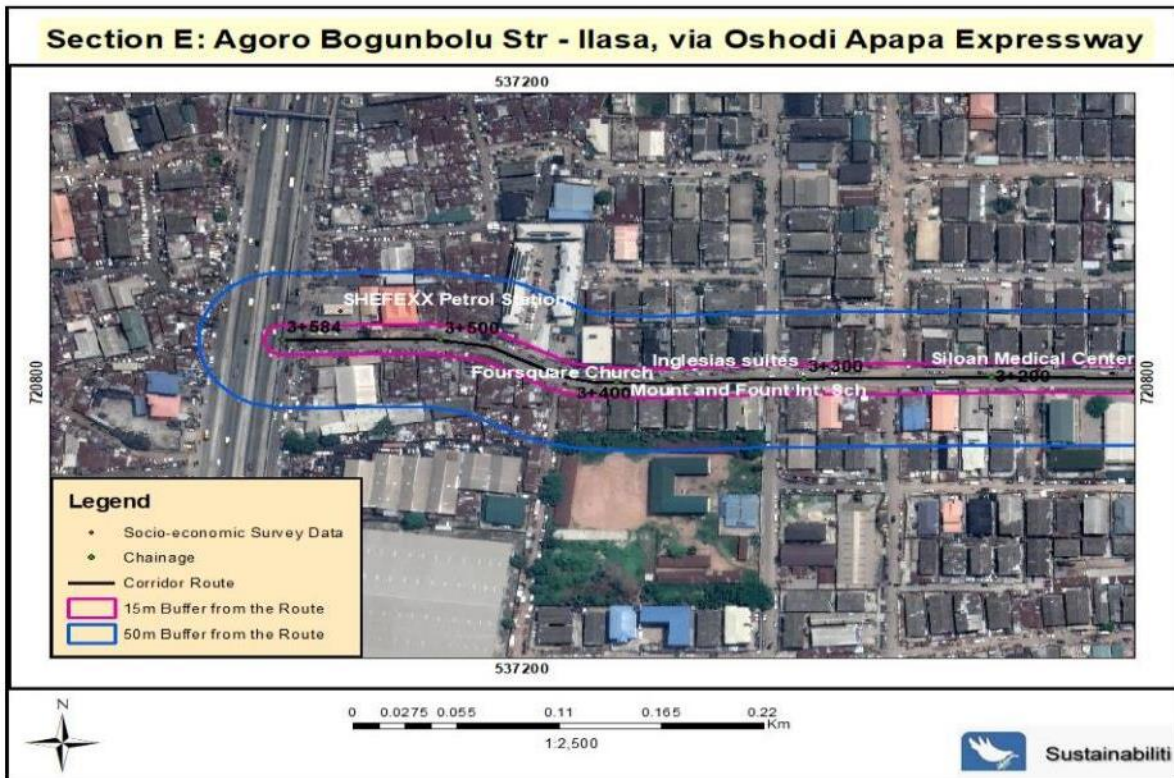 Section E: Agoro Bogunbolu Str - Ilasa, via Oshodi Apapa Expressway
537200
SHEFEXX Petrol Station
3+584
3+500
Foursquare Church
Inglesias suites
3+300
Siloan Medical Center
3+400
Mount and Fount Int. Sch
3+200
720800
720800
Legend
Socio-economic Survey Data
Chainage
Corridor Route
15m Buffer from the Route
50m Buffer from the Route
537200
N
0 0.0275 0.055 0.11 0.165 0.22
Km
1:2,500
Sustainabiliti